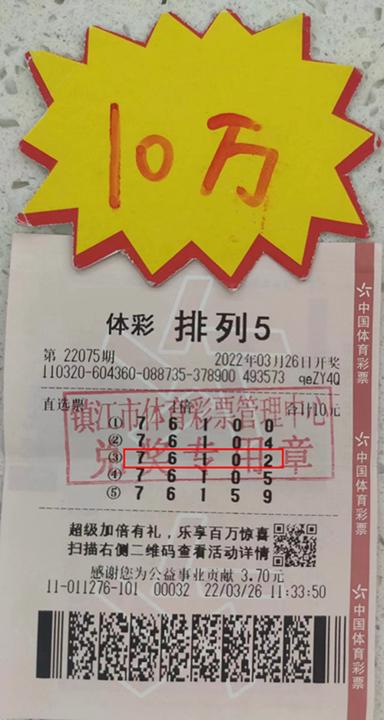 10万
体彩 排列5
第 22075期 2022年03月26日开奖
110320-604360-088735-378900 493573 qeZY4Q
直选票 1倍 合计10元
镇江市体育彩票管理中心
兑奖专用章
① 7 6 1 0 0
② 7 6 1 0 4
③ 7 6 1 0 2
④ 7 6 1 0 5
⑤ 7 6 1 5 9
超级加倍有礼，乐享百万惊喜
扫描右侧二维码查看活动详情
感谢您为公益事业贡献 3.70元
11-011276-101 00032 22/03/26 11:33:50
中国体育彩票
中国体育彩票
中国体育彩票